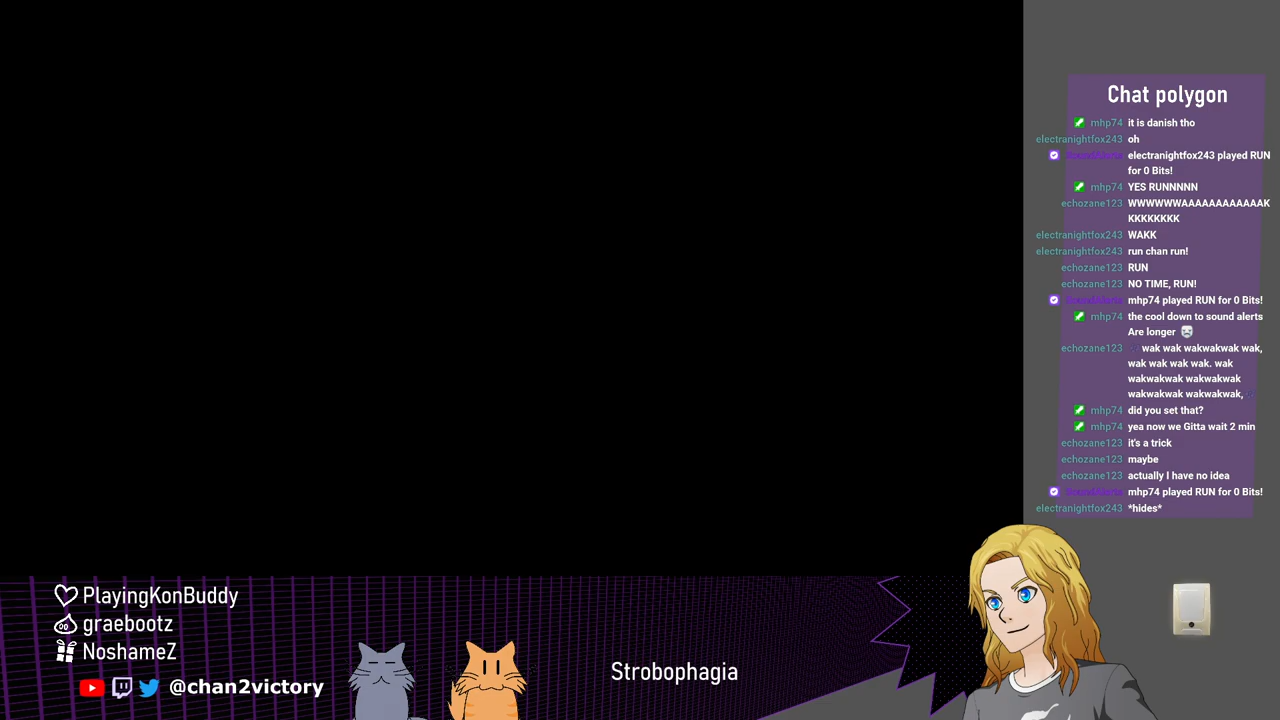 Chat polygon
mhp74 it is danish tho
electranightfox243 oh
electranightfox243 played RUN
for 0 Bits!
mhp74 YES RUNNNN
echozane123 WWWWWWAAAAAAAAAAAAK
KKKKKKKK
electranightfox243 WAKK
electranightfox243 run chan run!
echozane123 RUN
echozane123 NO TIME, RUN!
mhp74 played RUN for 0 Bits!
mhp74 the cool down to sound alerts
Are longer
echozane123 wak wak wakwakwak wak,
wak wak wak wak. wak
wakwakwak wakwakwak
wakwakwak wakwakwak,
mhp74 did you set that?
mhp74 yea now we Gitta wait 2 min
echozane123 it's a trick
echozane123 maybe
echozane123 actually I have no idea
mhp74 played RUN for 0 Bits!
electranightfox243 *hides*
PlayingKonBuddy
graebootz
NoshameZ
@chan2victory
Strobophagia